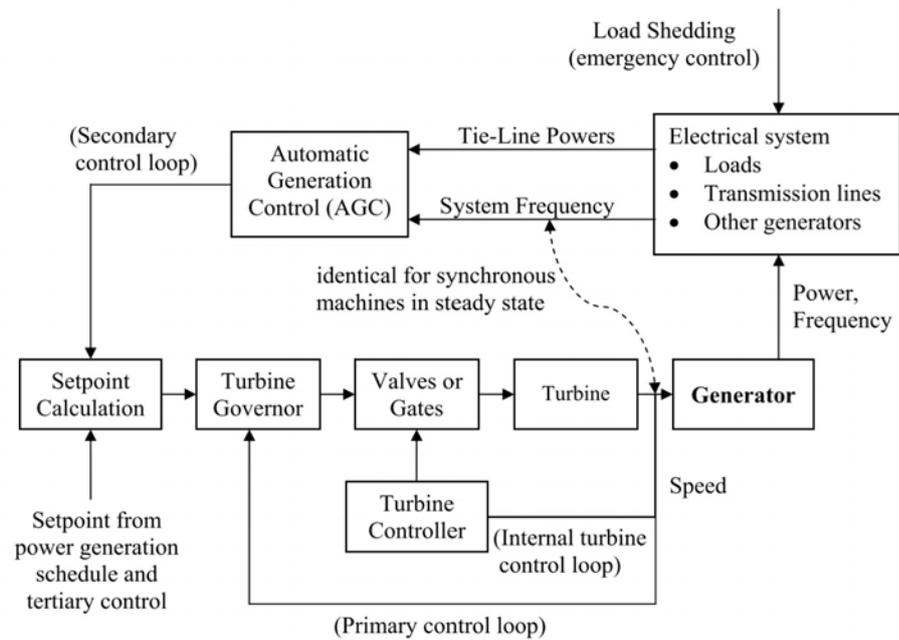 Load Shedding
(emergency control)
(Secondary
control loop)
Automatic
Generation
Control (AGC)
Tie-Line Powers
System Frequency
Electrical system
• Loads
• Transmission lines
• Other generators
identical for synchronous
machines in steady state
Power,
Frequency
Setpoint
Calculation
Turbine
Governor
Valves or
Gates
Turbine
Generator
Speed
Turbine
Controller
(Internal turbine
control loop)
Setpoint from
power generation
schedule and
tertiary control
(Primary control loop)